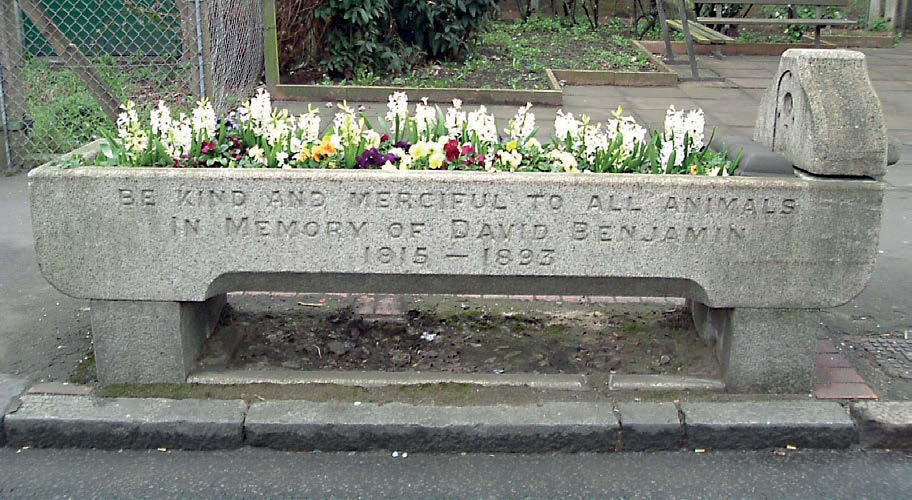 BE KIND AND MERCIFUL TO ALL ANIMALS
IN MEMORY OF DAVID BENJAMIN
1815 – 1893